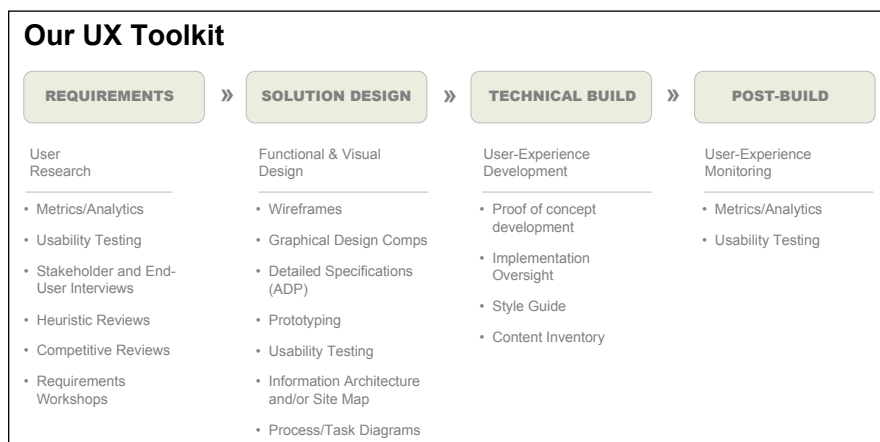 Our UX Toolkit
REQUIREMENTS » SOLUTION DESIGN » TECHNICAL BUILD » POST-BUILD
User
Research
• Metrics/Analytics
• Usability Testing
• Stakeholder and End-
User Interviews
• Heuristic Reviews
• Competitive Reviews
• Requirements
Workshops
Functional & Visual
Design
• Wireframes
• Graphical Design Comps
• Detailed Specifications
(ADP)
• Prototyping
• Usability Testing
• Information Architecture
and/or Site Map
• Process/Task Diagrams
User-Experience
Development
• Proof of concept
development
• Implementation
Oversight
• Style Guide
• Content Inventory
User-Experience
Monitoring
• Metrics/Analytics
• Usability Testing